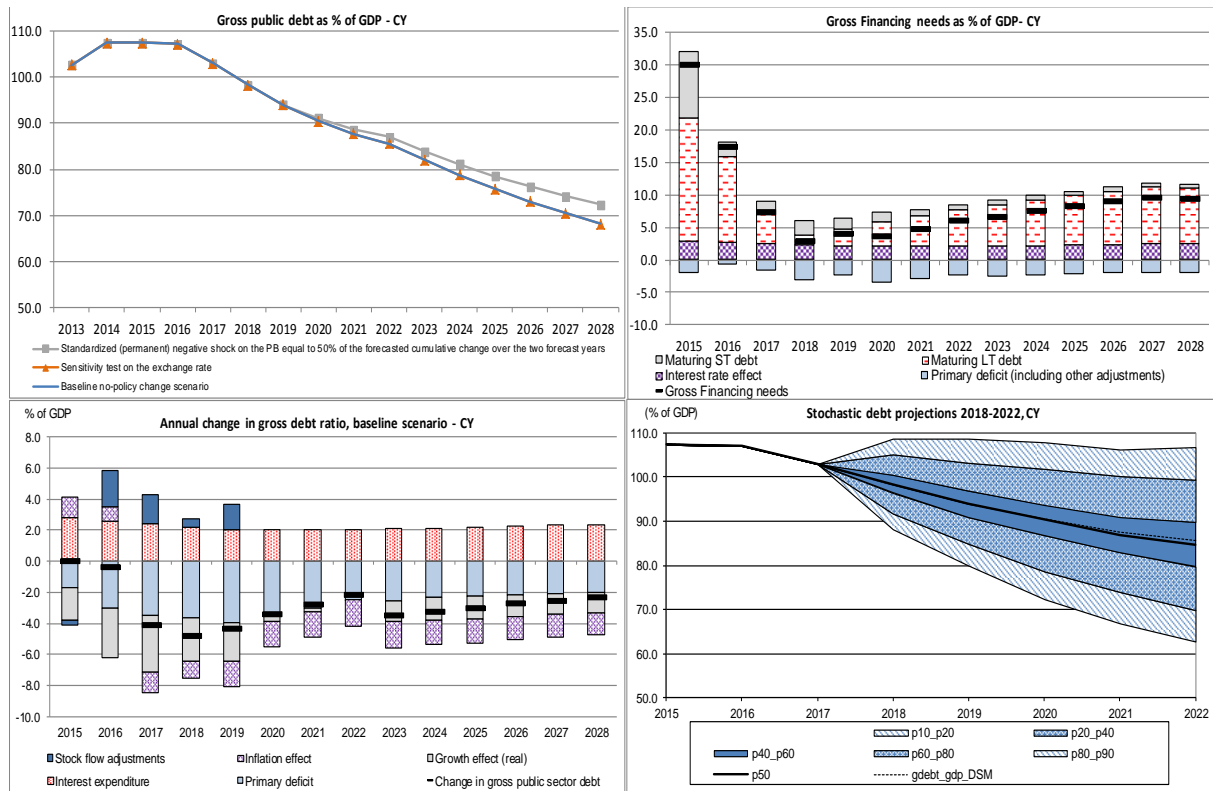 Gross public debt as % of GDP - CY
110.0
100.0
90.0
80.0
70.0
60.0
50.0
2013 2014 2015 2016 2017 2018 2019 2020 2021 2022 2023 2024 2025 2026 2027 2028
Standardized (permanent) negative shock on the PB equal to 50% of the forecasted cumulative change over the two forecast years
Sensitivity test on the exchange rate
Baseline no-policy change scenario
Gross Financing needs as % of GDP- CY
35.0
30.0
25.0
20.0
15.0
10.0
5.0
0.0
-5.0
-10.0
2015 2016 2017 2018 2019 2020 2021 2022 2023 2024 2025 2026 2027 2028
Maturing ST debt Maturing LT debt
Interest rate effect Primary deficit (including other adjustments)
Gross Financing needs
% of GDP
Annual change in gross debt ratio, baseline scenario - CY
8.0
6.0
4.0
2.0
0.0
-2.0
-4.0
-6.0
-8.0
-10.0
2015 2016 2017 2018 2019 2020 2021 2022 2023 2024 2025 2026 2027 2028
Stock flow adjustments Inflation effect Growth effect (real)
Interest expenditure Primary deficit Change in gross public sector debt
(% of GDP)
Stochastic debt projections 2018-2022, CY
110.0
100.0
90.0
80.0
70.0
60.0
50.0
2015 2016 2017 2018 2019 2020 2021 2022
p10_p20 p20_p40
p40_p60 p60_p80 p80_p90
p50 gdebt_gdp_DSM